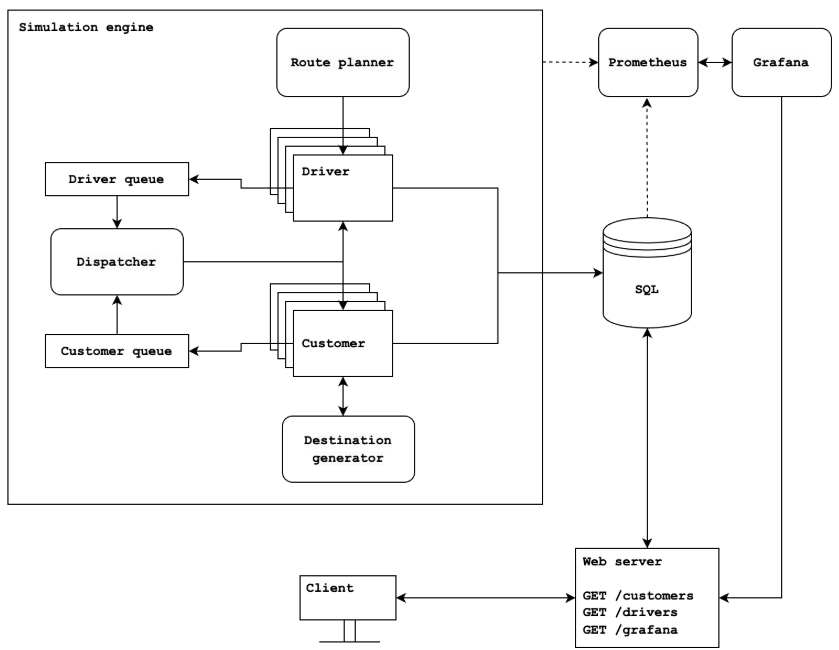 Simulation engine
Route planner
Prometheus
Grafana
Driver
Driver queue
Dispatcher
SQL
Customer
Customer queue
Destination
generator
Web server
Client
GET /customers
GET /drivers
GET /grafana